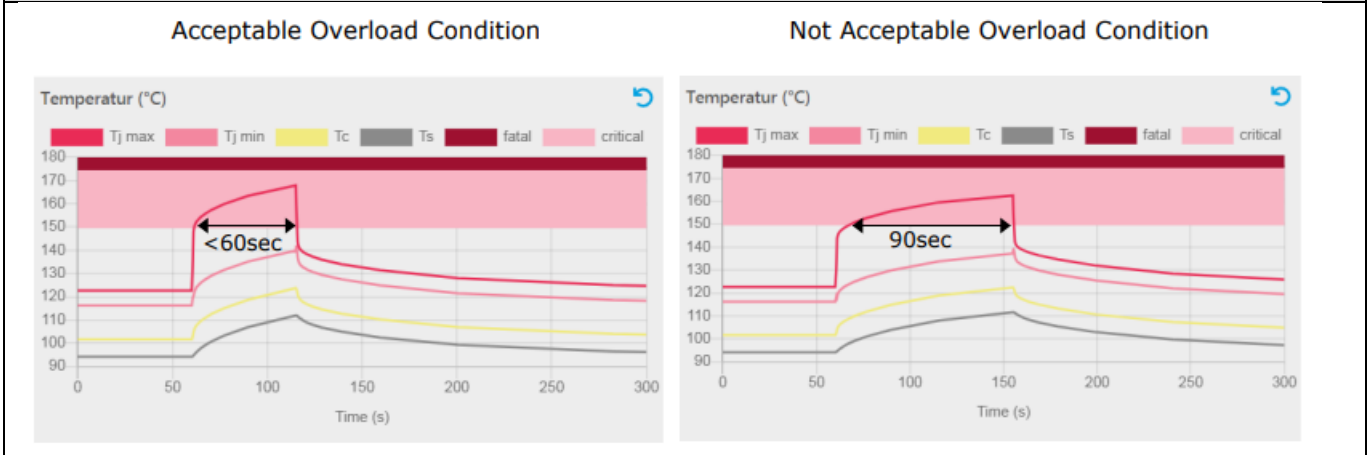 Acceptable Overload Condition
Temperatur (°C)
Tj max Tj min Tc Ts fatal critical
180
170
160
150
140
130
120
110
100
90
<60sec
0 50 100 150 200 250 300
Time (s)
Not Acceptable Overload Condition
Temperatur (°C)
Tj max Tj min Tc Ts fatal critical
180
170
160
150
140
130
120
110
100
90
90sec
0 50 100 150 200 250 300
Time (s)